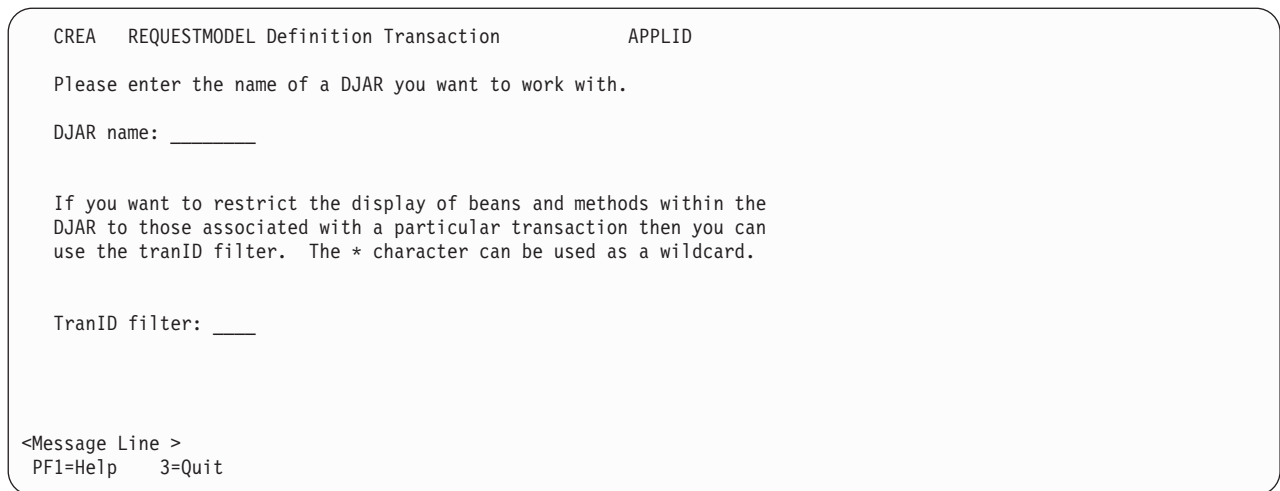 CREA REQUESTMODEL Definition Transaction APPLID
Please enter the name of a DJAR you want to work with.
DJAR name: ________
If you want to restrict the display of beans and methods within the
DJAR to those associated with a particular transaction then you can
use the tranID filter. The * character can be used as a wildcard.
TranID filter: ____
<Message Line >
PF1=Help 3=Quit